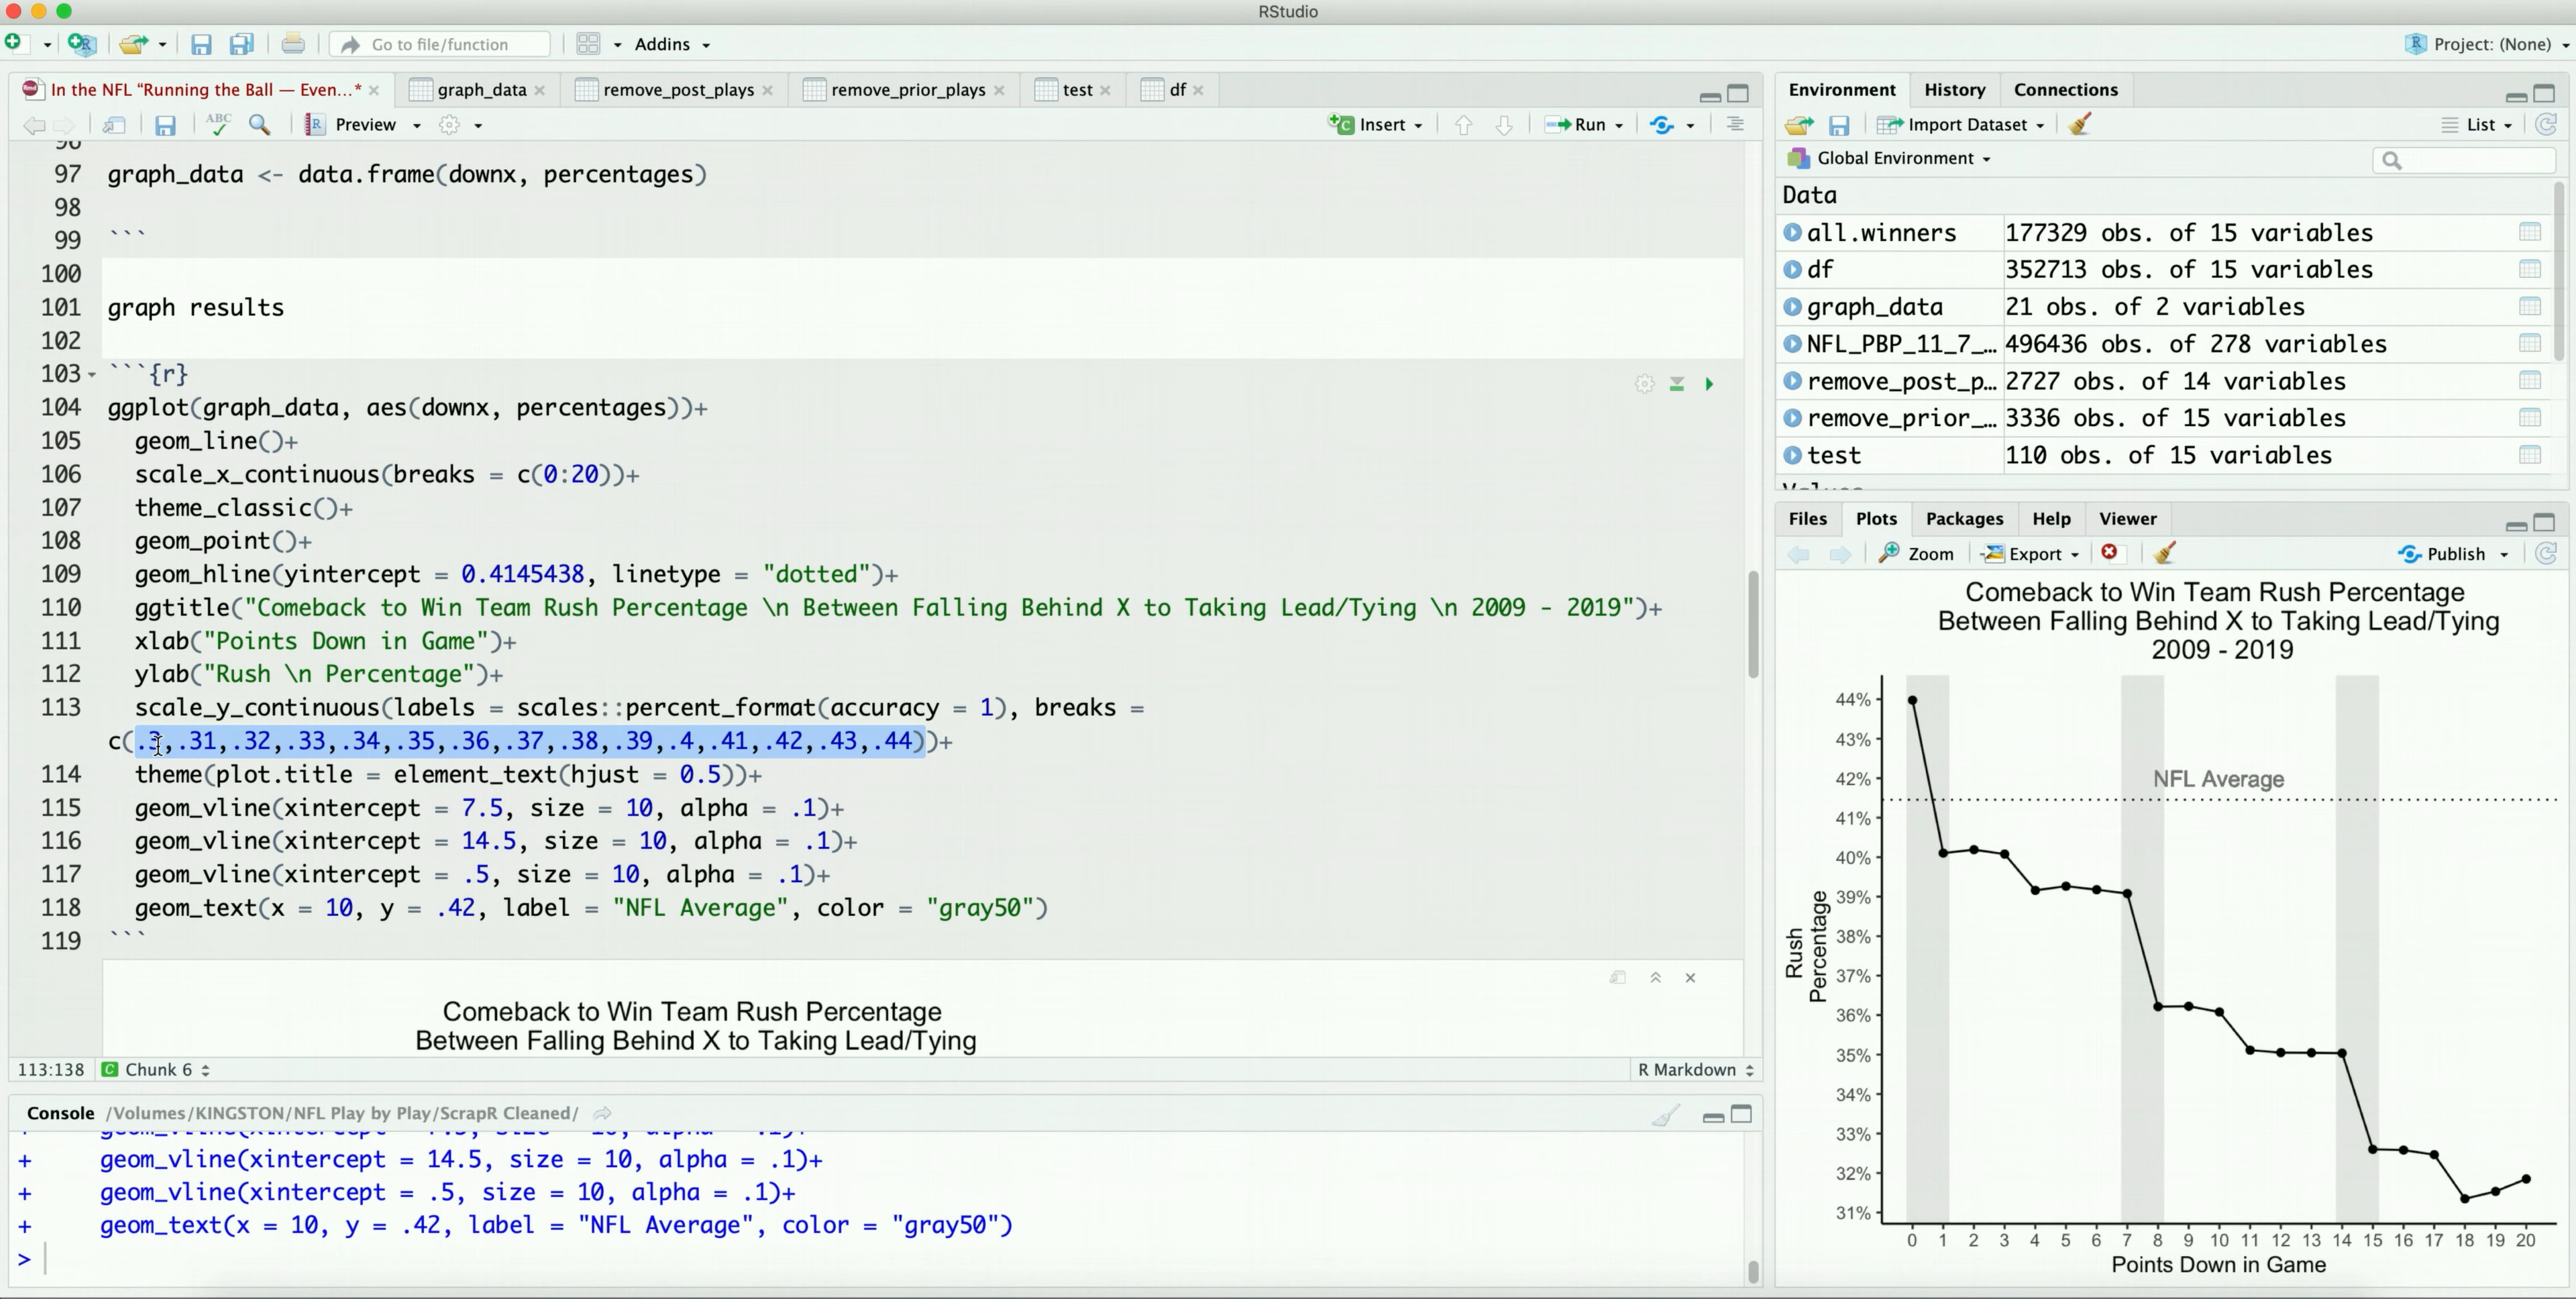 RStudio
Go to file/function
Addins
Project: (None)
In the NFL “Running the Ball — Even...*
graph_data
remove_post_plays
remove_prior_plays
test
df
ABC
Preview
Insert
Run
96
97 graph_data <- data.frame(downx, percentages)
98
99 ```
100
101 graph results
102
103 ```{r}
104 ggplot(graph_data, aes(downx, percentages))+
105 geom_line()+
106 scale_x_continuous(breaks = c(0:20))+
107 theme_classic()+
108 geom_point()+
109 geom_hline(yintercept = 0.4145438, linetype = "dotted")+
110 ggtitle("Comeback to Win Team Rush Percentage \n Between Falling Behind X to Taking Lead/Tying \n 2009 - 2019")+
111 xlab("Points Down in Game")+
112 ylab("Rush \n Percentage")+
113 scale_y_continuous(labels = scales::percent_format(accuracy = 1), breaks =
c(.3,.31,.32,.33,.34,.35,.36,.37,.38,.39,.4,.41,.42,.43,.44))+
114 theme(plot.title = element_text(hjust = 0.5))+
115 geom_vline(xintercept = 7.5, size = 10, alpha = .1)+
116 geom_vline(xintercept = 14.5, size = 10, alpha = .1)+
117 geom_vline(xintercept = .5, size = 10, alpha = .1)+
118 geom_text(x = 10, y = .42, label = "NFL Average", color = "gray50")
119 ```
Comeback to Win Team Rush Percentage
Between Falling Behind X to Taking Lead/Tying
113:138 C Chunk 6
R Markdown
Console /Volumes/KINGSTON/NFL Play by Play/ScrapR Cleaned/
+ geom_vline(xintercept = 7.5, size = 10, alpha = .1)+
+ geom_vline(xintercept = 14.5, size = 10, alpha = .1)+
+ geom_vline(xintercept = .5, size = 10, alpha = .1)+
+ geom_text(x = 10, y = .42, label = "NFL Average", color = "gray50")
>
Environment
History
Connections
Import Dataset
List
Global Environment
Data
all.winners 177329 obs. of 15 variables
df 352713 obs. of 15 variables
graph_data 21 obs. of 2 variables
NFL_PBP_11_7_... 496436 obs. of 278 variables
remove_post_p... 2727 obs. of 14 variables
remove_prior_... 3336 obs. of 15 variables
test 110 obs. of 15 variables
Values
Files
Plots
Packages
Help
Viewer
Zoom
Export
Publish
Comeback to Win Team Rush Percentage
Between Falling Behind X to Taking Lead/Tying
2009 - 2019
44%
43%
42%
41%
40%
39%
38%
37%
36%
35%
34%
33%
32%
31%
NFL Average
Rush
Percentage
0 1 2 3 4 5 6 7 8 9 10 11 12 13 14 15 16 17 18 19 20
Points Down in Game